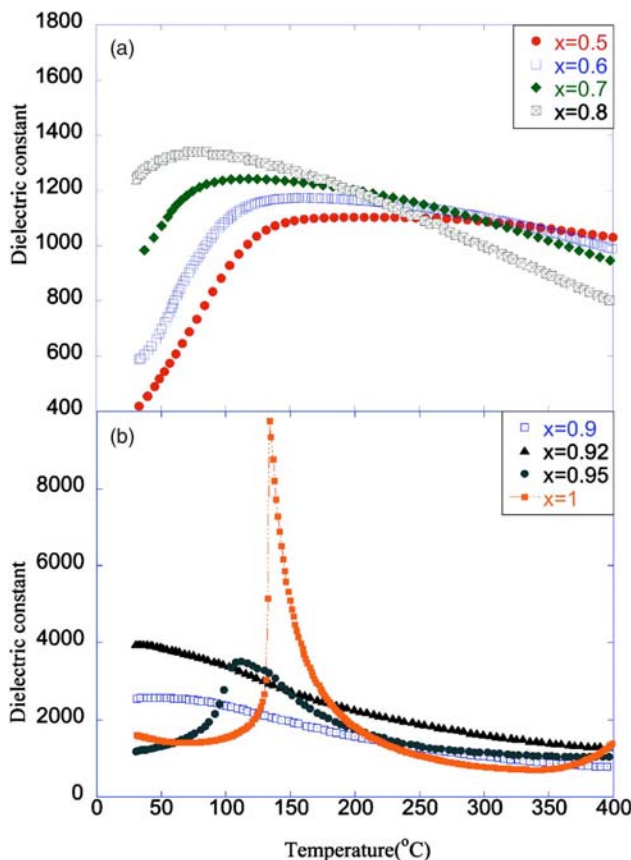 (a)
x=0.5
x=0.6
x=0.7
x=0.8
1800
1600
1400
1200
1000
800
600
400
Dielectric constant
(b)
x=0.9
x=0.92
x=0.95
x=1
8000
6000
4000
2000
0
Dielectric constant
0 50 100 150 200 250 300 350 400
Temperature(°C)